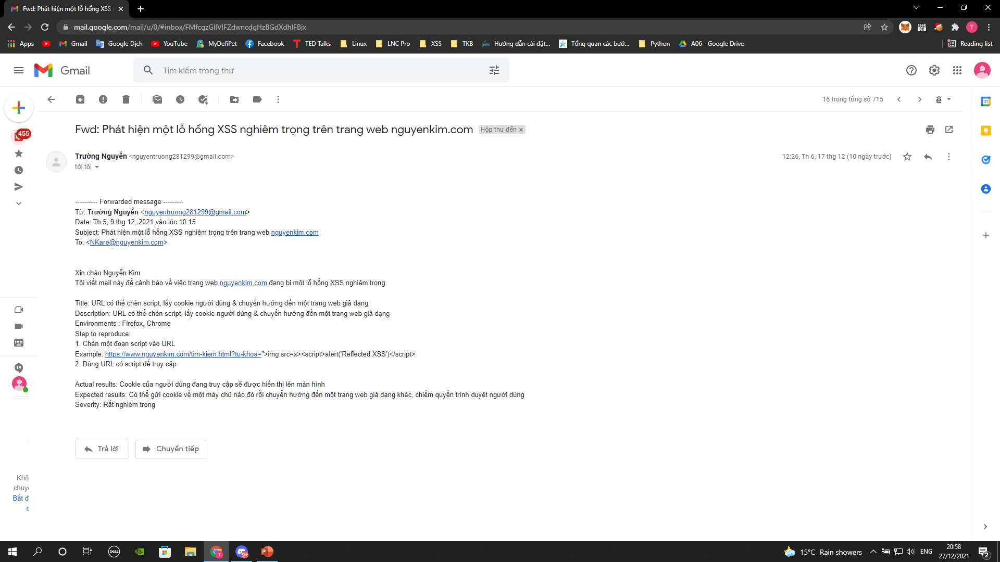 Fwd: Phát hiện một lỗ hổng XSS
mail.google.com/mail/u/0/#inbox/FMfcgzGllVlFZdwncdgHzBGdXdhlFBjx
seek
CC
T
Apps
Gmail
Google Dịch
YouTube
MyDefiPet
Facebook
TED Talks
Linux
LNC Pro
XSS
TKB
Hướng dẫn cài đặt...
Tổng quan các bướ...
Python
A06 - Google Drive
Reading list
Gmail
Tìm kiếm trong thư
16 trong tổng số 715
ê
31
455
Fwd: Phát hiện một lỗ hổng XSS nghiêm trọng trên trang web nguyenkim.com
Hộp thư đến ×
Trường Nguyễn <nguyentruong281299@gmail.com>
12:26, Th 6, 17 thg 12 (10 ngày trước)
tới tôi
---------- Forwarded message ---------
Từ: Trường Nguyễn <nguyentruong281299@gmail.com>
Date: Th 5, 9 thg 12, 2021 vào lúc 10:15
Subject: Phát hiện một lỗ hổng XSS nghiêm trọng trên trang web nguyenkim.com
To: <NKare@nguyenkim.com>
Xin chào Nguyễn Kim
Tôi viết mail này để cảnh báo về việc trang web nguyenkim.com đang bị một lỗ hổng XSS nghiêm trọng
Title: URL có thể chèn script, lấy cookie người dùng & chuyển hướng đến một trang web giả dạng
Description: URL có thể chèn script, lấy cookie người dùng & chuyển hướng đến một trang web giả dạng
Environments : Firefox, Chrome
Step to reproduce:
1. Chèn một đoạn script vào URL
Example: https://www.nguyenkim.com/tim-kiem.html?tu-khoa=">img src=x><script>alert('Reflected XSS')</script>
2. Dùng URL có script để truy cập
Actual results: Cookie của người dùng đang truy cập sẽ được hiển thị lên màn hình
Expected results: Có thể gửi cookie về một máy chủ nào đó rồi chuyển hướng đến một trang web giả dạng khác, chiếm quyền trình duyệt người dùng
Severity: Rất nghiêm trọng
Trả lời
Chuyển tiếp
Khô
chuyệ
Bắt đ
c
DELL
T
9+
P
15°C Rain showers
ENG
20:58
27/12/2021
2